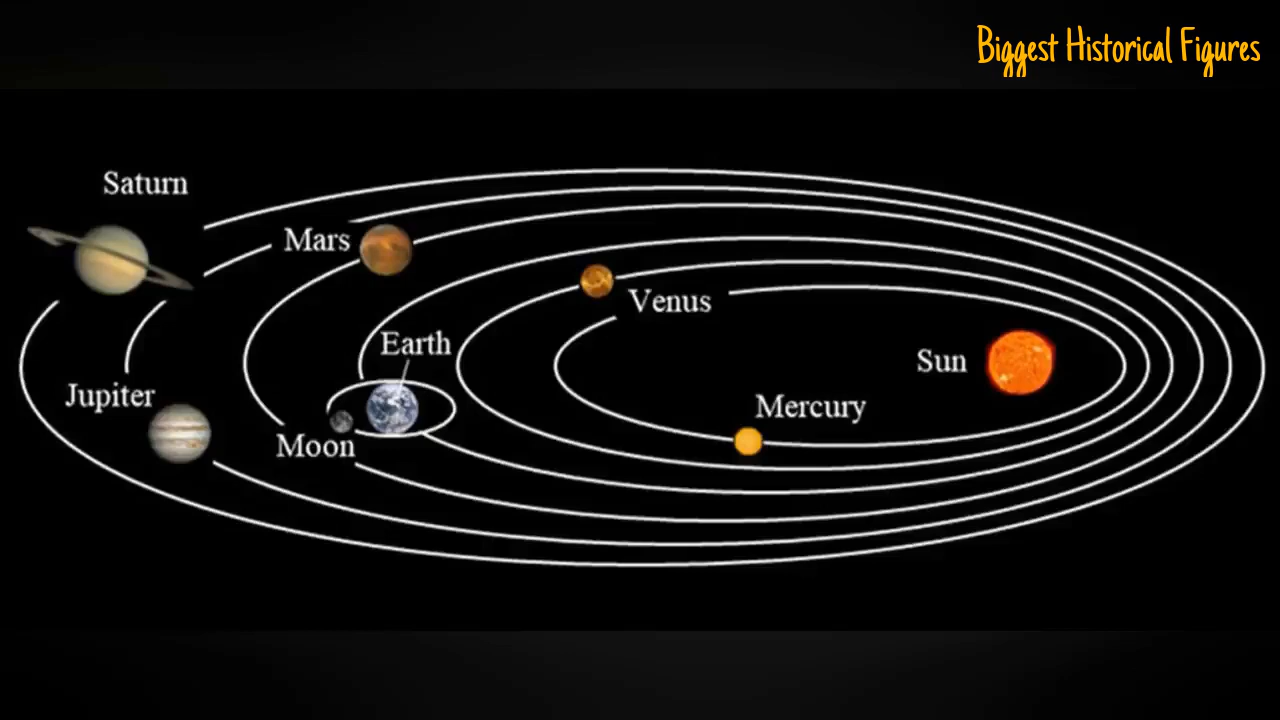 Biggest Historical Figures
Saturn
Mars
Venus
Earth
Sun
Jupiter
Mercury
Moon